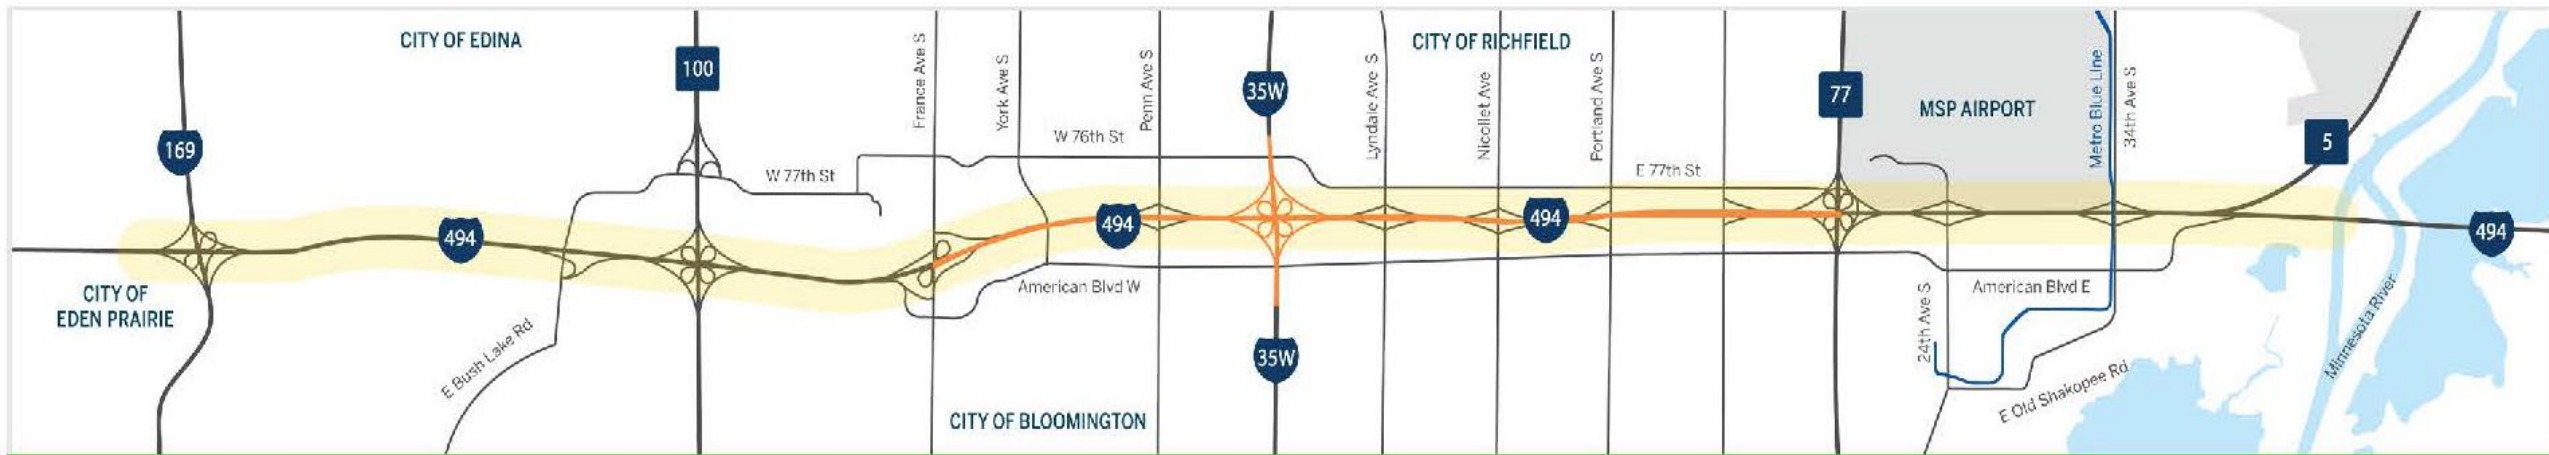 CITY OF EDINA
CITY OF RICHFIELD
100
35W
77
MSP AIRPORT
169
5
France Ave S
York Ave S
Penn Ave S
Lyndale Ave S
Nicollet Ave
Portland Ave S
Metro Blue Line
34th Ave S
W 76th St
W 77th St
E 77th St
494
494
494
494
CITY OF
EDEN PRAIRIE
American Blvd W
American Blvd E
E Bush Lake Rd
35W
24th Ave S
Minnesota River
E Old Shakopee Rd
CITY OF BLOOMINGTON